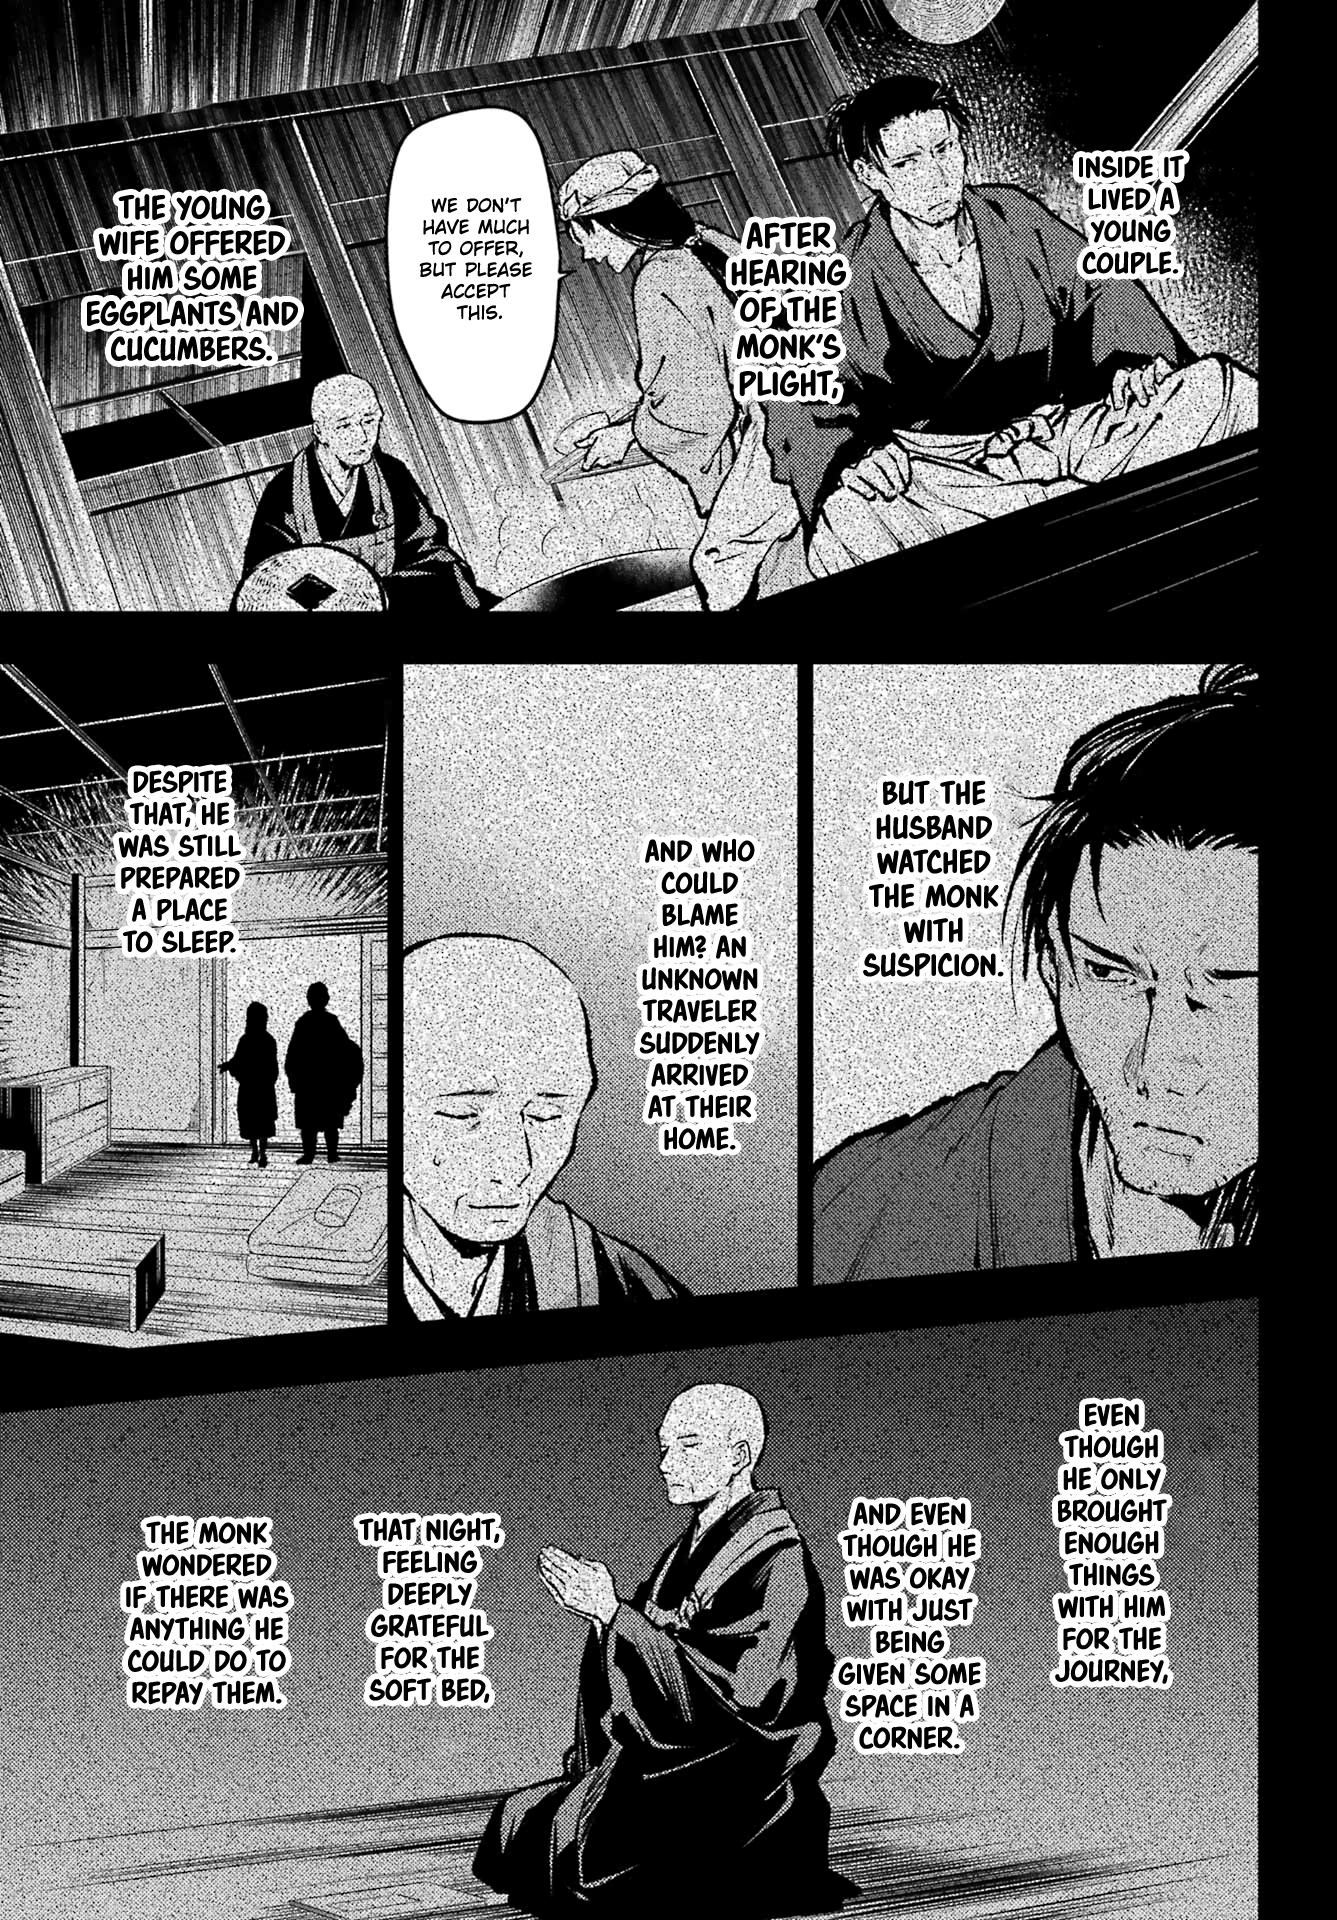 INSIDE IT
LIVED A
YOUNG
COUPLE.
AFTER
HEARING
OF THE
MONK'S
PLIGHT,
WE DON'T
HAVE MUCH
TO OFFER,
BUT PLEASE
ACCEPT
THIS.
THE YOUNG
WIFE OFFERED
HIM SOME
EGGPLANTS AND
CUCUMBERS.
BUT THE
HUSBAND
WATCHED
THE MONK
WITH
SUSPICION.
AND WHO
COULD
BLAME
HIM? AN
UNKNOWN
TRAVELER
SUDDENLY
ARRIVED
AT THEIR
HOME.
DESPITE
THAT, HE
WAS STILL
PREPARED
A PLACE
TO SLEEP.
EVEN
THOUGH
HE ONLY
BROUGHT
ENOUGH
THINGS
WITH HIM
FOR THE
JOURNEY,
AND EVEN
THOUGH HE
WAS OKAY
WITH JUST
BEING
GIVEN SOME
SPACE IN A
CORNER.
THAT NIGHT,
FEELING
DEEPLY
GRATEFUL
FOR THE
SOFT BED,
THE MONK
WONDERED
IF THERE WAS
ANYTHING HE
COULD DO TO
REPAY THEM.